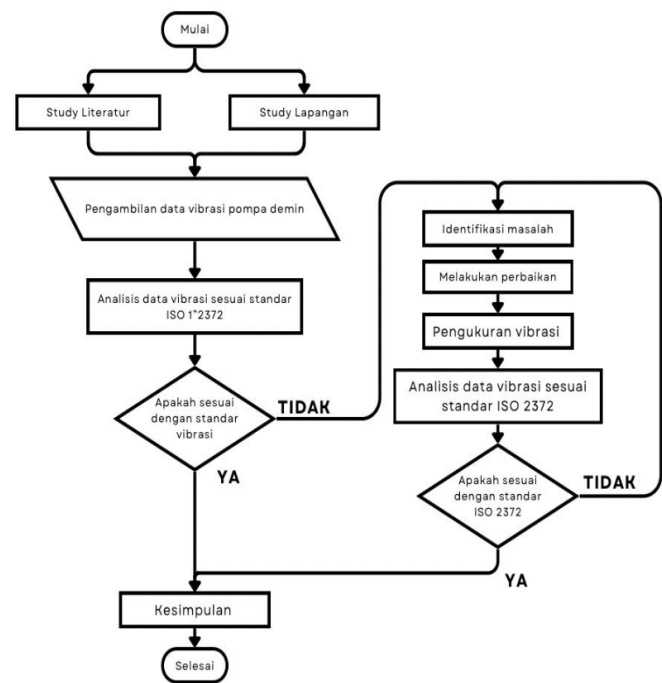 Mulai
Study Literatur
Study Lapangan
Pengambilan data vibrasi pompa demin
Analisis data vibrasi sesuai standar
ISO 1"2372
Apakah sesuai
dengan standar
vibrasi
TIDAK
YA
Identifikasi masalah
Melakukan perbaikan
Pengukuran vibrasi
Analisis data vibrasi sesuai
standar ISO 2372
Apakah sesuai
dengan standar
ISO 2372
TIDAK
YA
Kesimpulan
Selesai